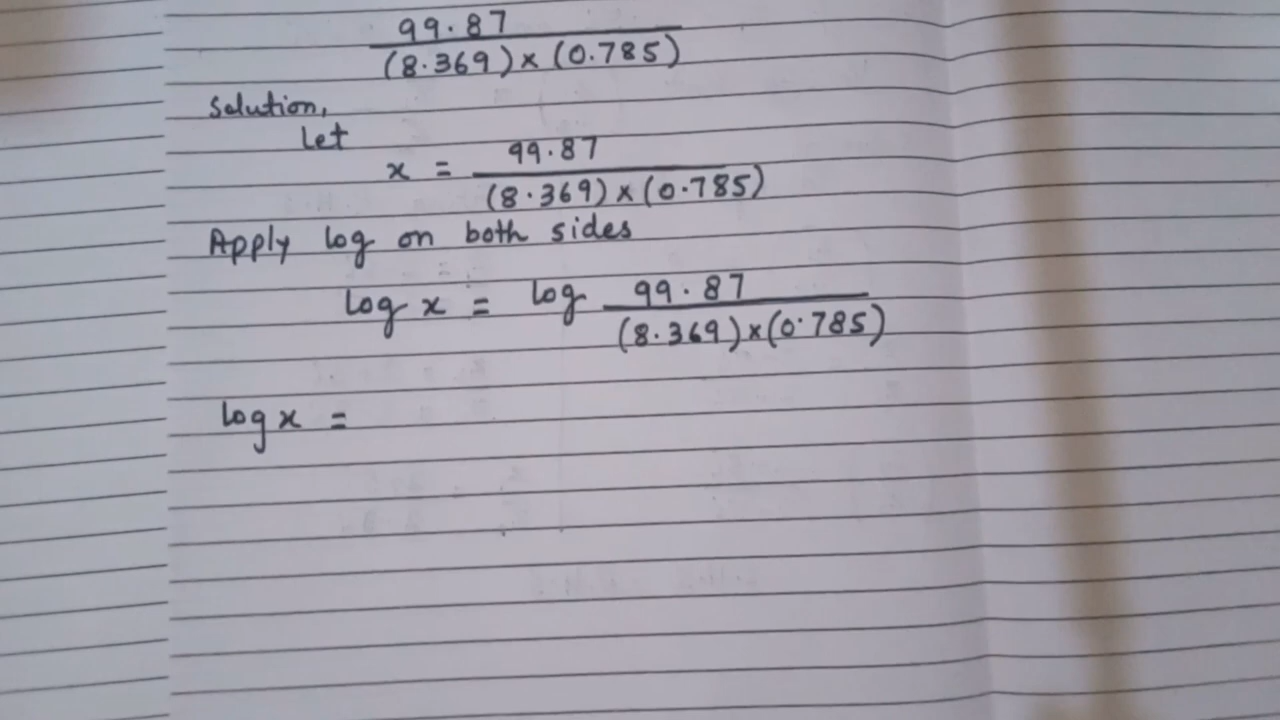 99.87
(8.369)×(0.785)
Solution,
Let
x = 99.87
(8.369)×(0.785)
Apply log on both sides
log x = log 99.87
(8.369)×(0.785)
log x =